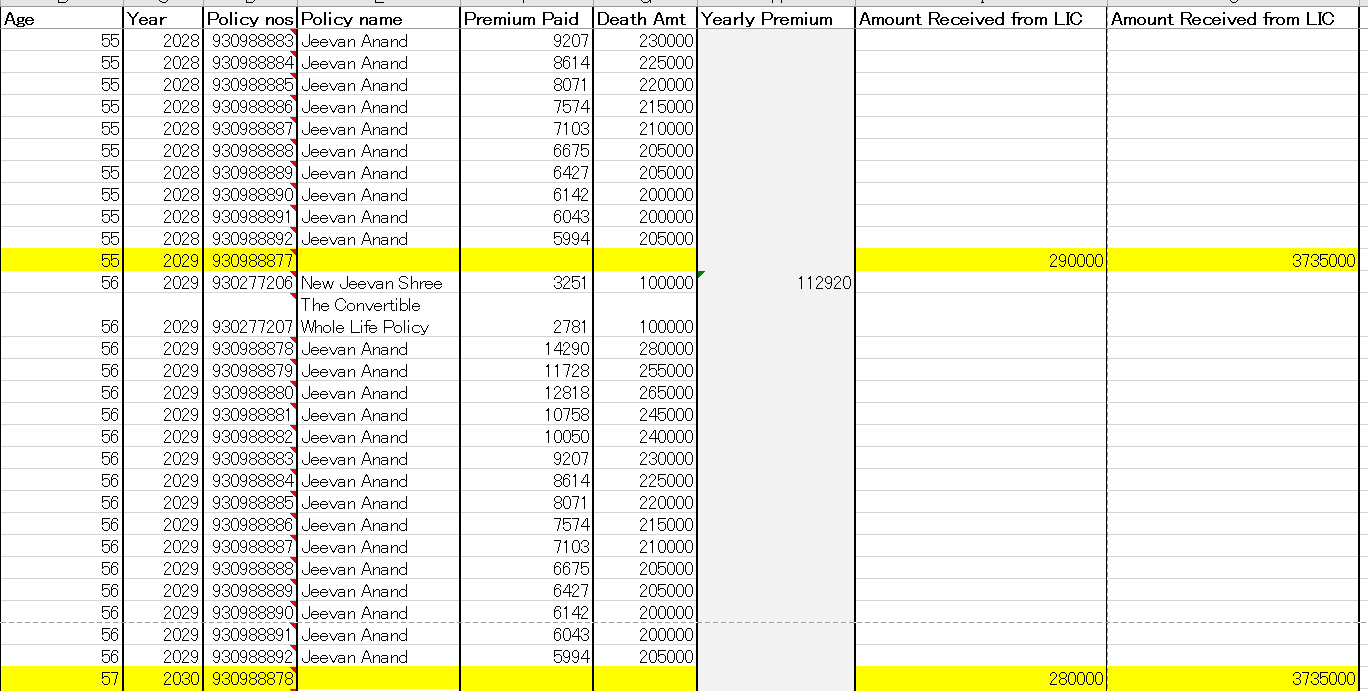 Age Year Policy nos Policy name Premium Paid Death Amt Yearly Premium Amount Received from LIC Amount Received from LIC
55 2028 930988883 Jeevan Anand 9207 230000
55 2028 930988884 Jeevan Anand 8614 225000
55 2028 930988885 Jeevan Anand 8071 220000
55 2028 930988886 Jeevan Anand 7574 215000
55 2028 930988887 Jeevan Anand 7103 210000
55 2028 930988888 Jeevan Anand 6675 205000
55 2028 930988889 Jeevan Anand 6427 205000
55 2028 930988890 Jeevan Anand 6142 200000
55 2028 930988891 Jeevan Anand 6043 200000
55 2028 930988892 Jeevan Anand 5994 205000
55 2029 930988877 290000 3735000
56 2029 930277206 New Jeevan Shree 3251 100000 112920
The Convertible
56 2029 930277207 Whole Life Policy 2781 100000
56 2029 930988878 Jeevan Anand 14290 280000
56 2029 930988879 Jeevan Anand 11728 255000
56 2029 930988880 Jeevan Anand 12818 265000
56 2029 930988881 Jeevan Anand 10758 245000
56 2029 930988882 Jeevan Anand 10050 240000
56 2029 930988883 Jeevan Anand 9207 230000
56 2029 930988884 Jeevan Anand 8614 225000
56 2029 930988885 Jeevan Anand 8071 220000
56 2029 930988886 Jeevan Anand 7574 215000
56 2029 930988887 Jeevan Anand 7103 210000
56 2029 930988888 Jeevan Anand 6675 205000
56 2029 930988889 Jeevan Anand 6427 205000
56 2029 930988890 Jeevan Anand 6142 200000
56 2029 930988891 Jeevan Anand 6043 200000
56 2029 930988892 Jeevan Anand 5994 205000
57 2030 930988878 280000 3735000